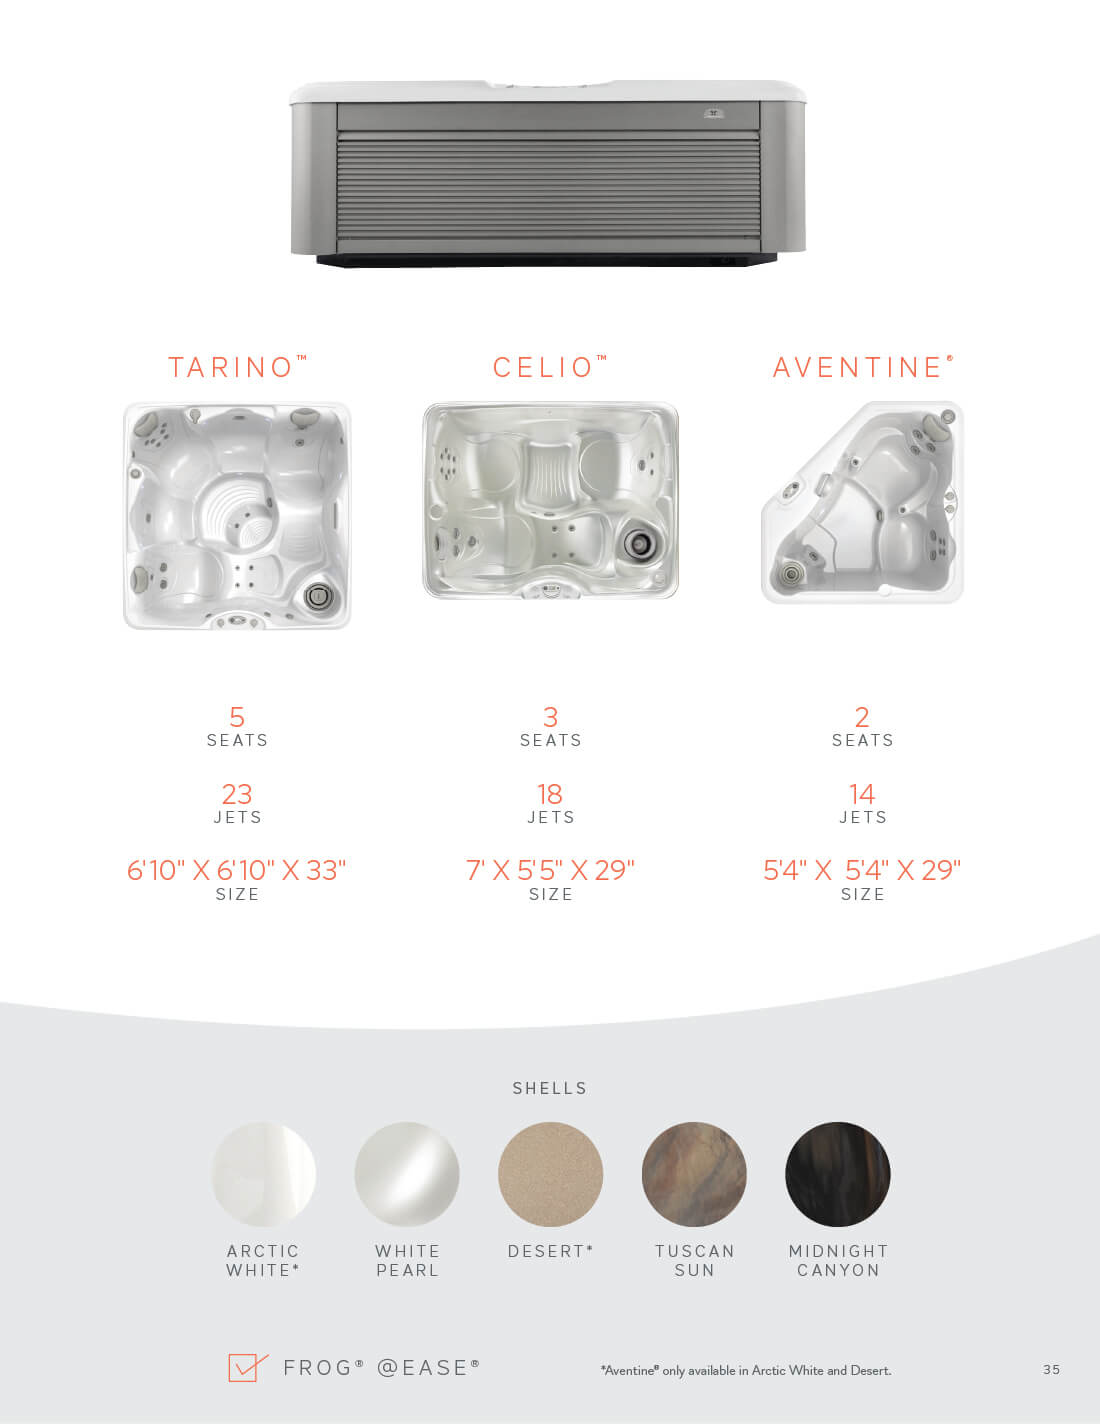 TARINO™
CELIO™
AVENTINE®
5
SEATS
23
JETS
6'10" X 6'10" X 33"
SIZE
3
SEATS
18
JETS
7' X 5'5" X 29"
SIZE
2
SEATS
14
JETS
5'4" X 5'4" X 29"
SIZE
SHELLS
ARCTIC
WHITE*
WHITE
PEARL
DESERT*
TUSCAN
SUN
MIDNIGHT
CANYON
FROG® @EASE®
*Aventine® only available in Arctic White and Desert.
35